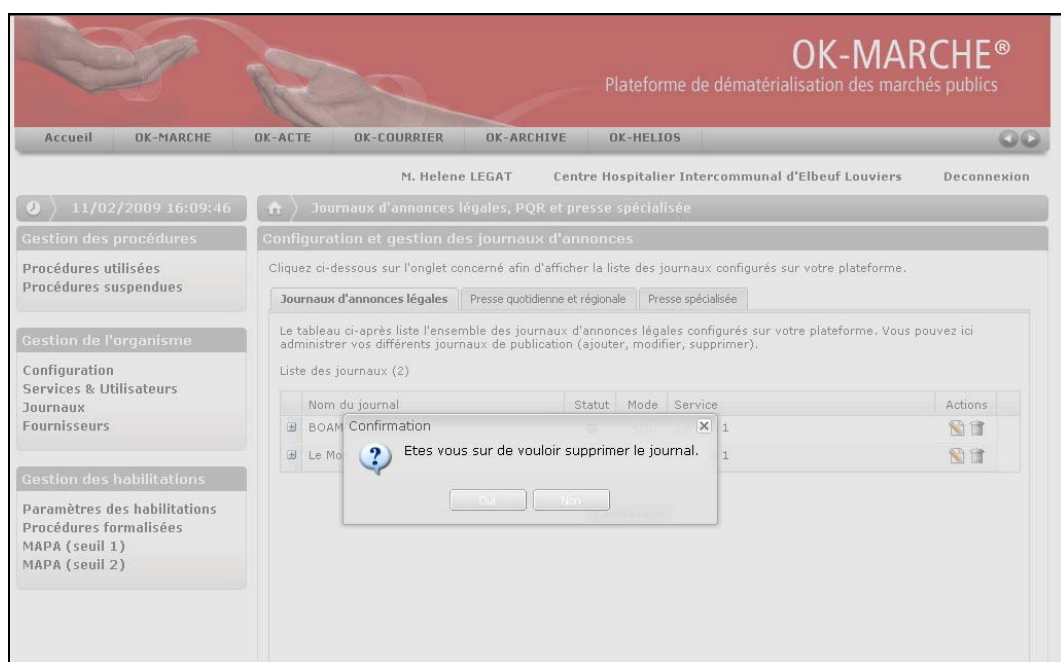 OK-MARCHE®
Plateforme de dématérialisation des marchés publics
Accueil OK-MARCHE OK-ACTE OK-COURRIER OK-ARCHIVE OK-HELIOS
M. Helene LEGAT Centre Hospitalier Intercommunal d'Elbeuf Louviers Deconnexion
11/02/2009 16:09:46 Journaux d'annonces légales, PQR et presse spécialisée
Gestion des procédures
Procédures utilisées
Procédures suspendues
Gestion de l'organisme
Configuration
Services & Utilisateurs
Journaux
Fournisseurs
Gestion des habilitations
Paramètres des habilitations
Procédures formalisées
MAPA (seuil 1)
MAPA (seuil 2)
Configuration et gestion des journaux d'annonces
Cliquez ci-dessous sur l'onglet concerné afin d'afficher la liste des journaux configurés sur votre plateforme.
Journaux d'annonces légales Presse quotidienne et régionale Presse spécialisée
Le tableau ci-après liste l'ensemble des journaux d'annonces légales configurés sur votre plateforme. Vous pouvez ici
administrer vos différents journaux de publication (ajouter, modifier, supprimer).
Liste des journaux (2)
Nom du journal Statut Mode Service Actions
BOAM 1
Le Mo 1
Confirmation
Etes vous sur de vouloir supprimer le journal.
Oui Non